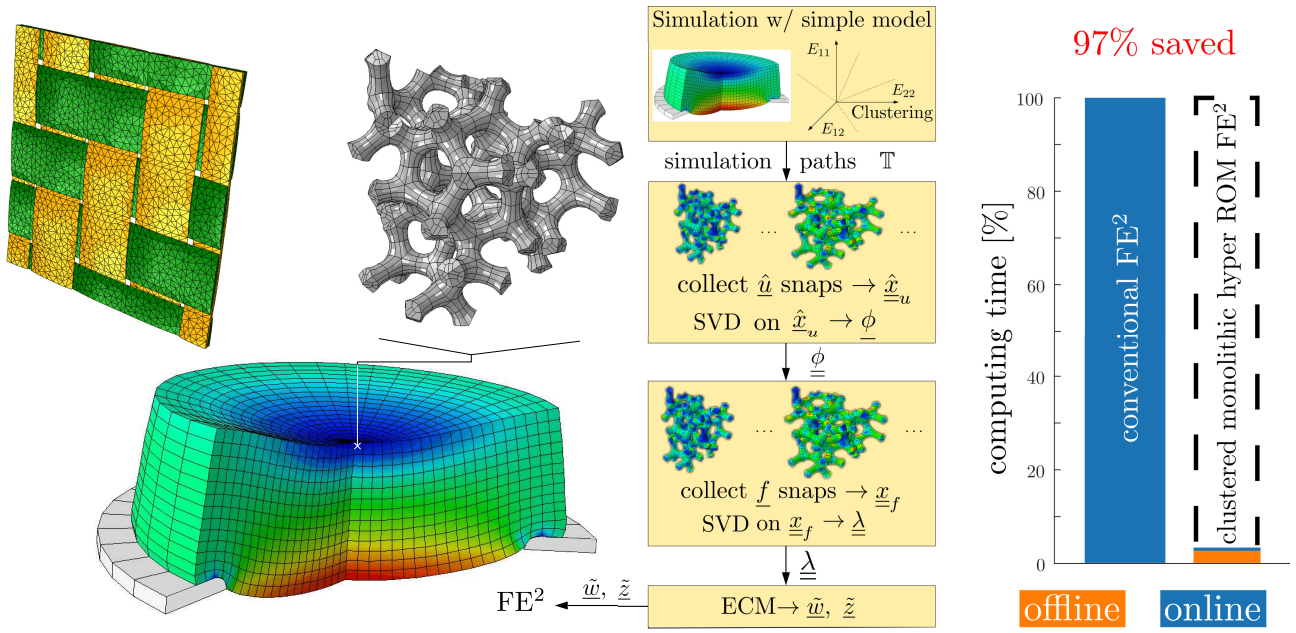 Simulation w/ simple model
E₁₁
E₂₂
E₁₂
Clustering
simulation paths 𝕋
... ...
collect û̲ snaps → x̲̲̂ᵤ
SVD on x̲̲̂ᵤ → ϕ̲
ϕ̲̲
... ...
collect f̲ snaps → x̲̲_f
SVD on x̲̲_f → λ̲̲
λ̲̲
ECM→ w̲̃, z̲̃
w̲̃, z̲̃
FE²
97% saved
computing time [%]
100
80
60
40
20
0
conventional FE²
clustered monolithic hyper ROM FE²
offline
online